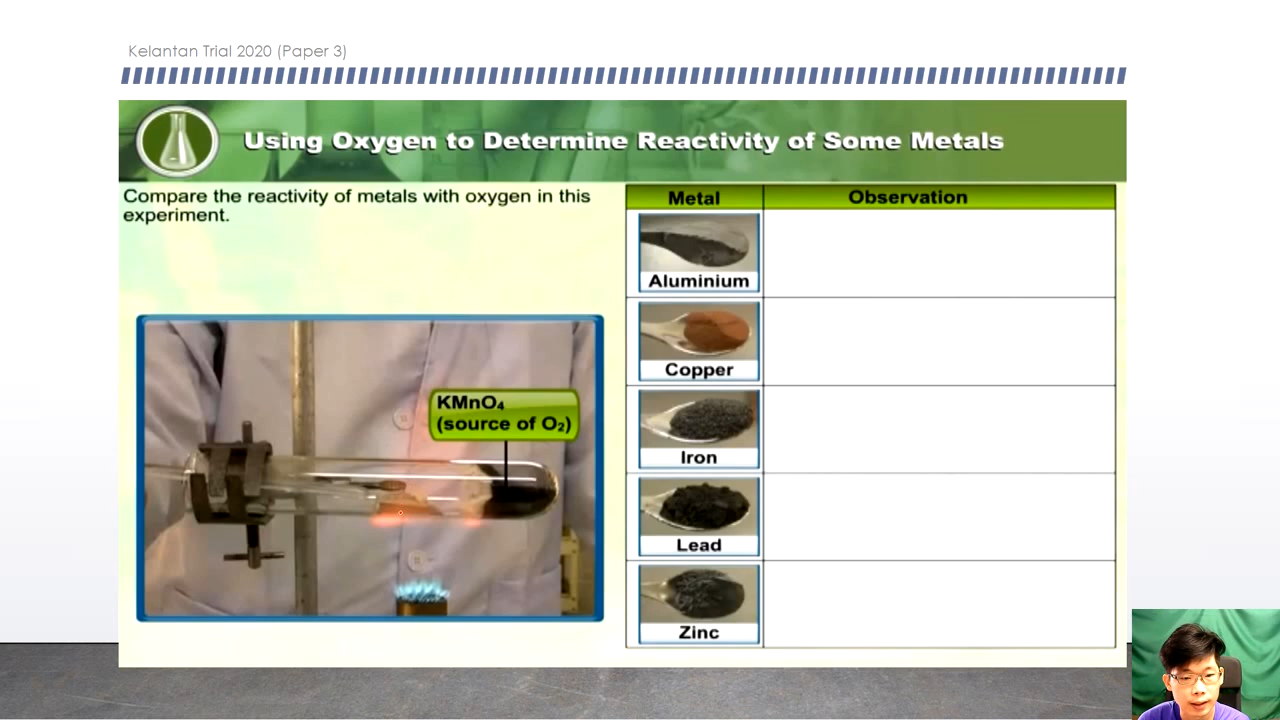 Kelantan Trial 2020 (Paper 3)
Using Oxygen to Determine Reactivity of Some Metals
Compare the reactivity of metals with oxygen in this
experiment.
KMnO₄
(source of O₂)
Metal
Observation
Aluminium
Copper
Iron
Lead
Zinc